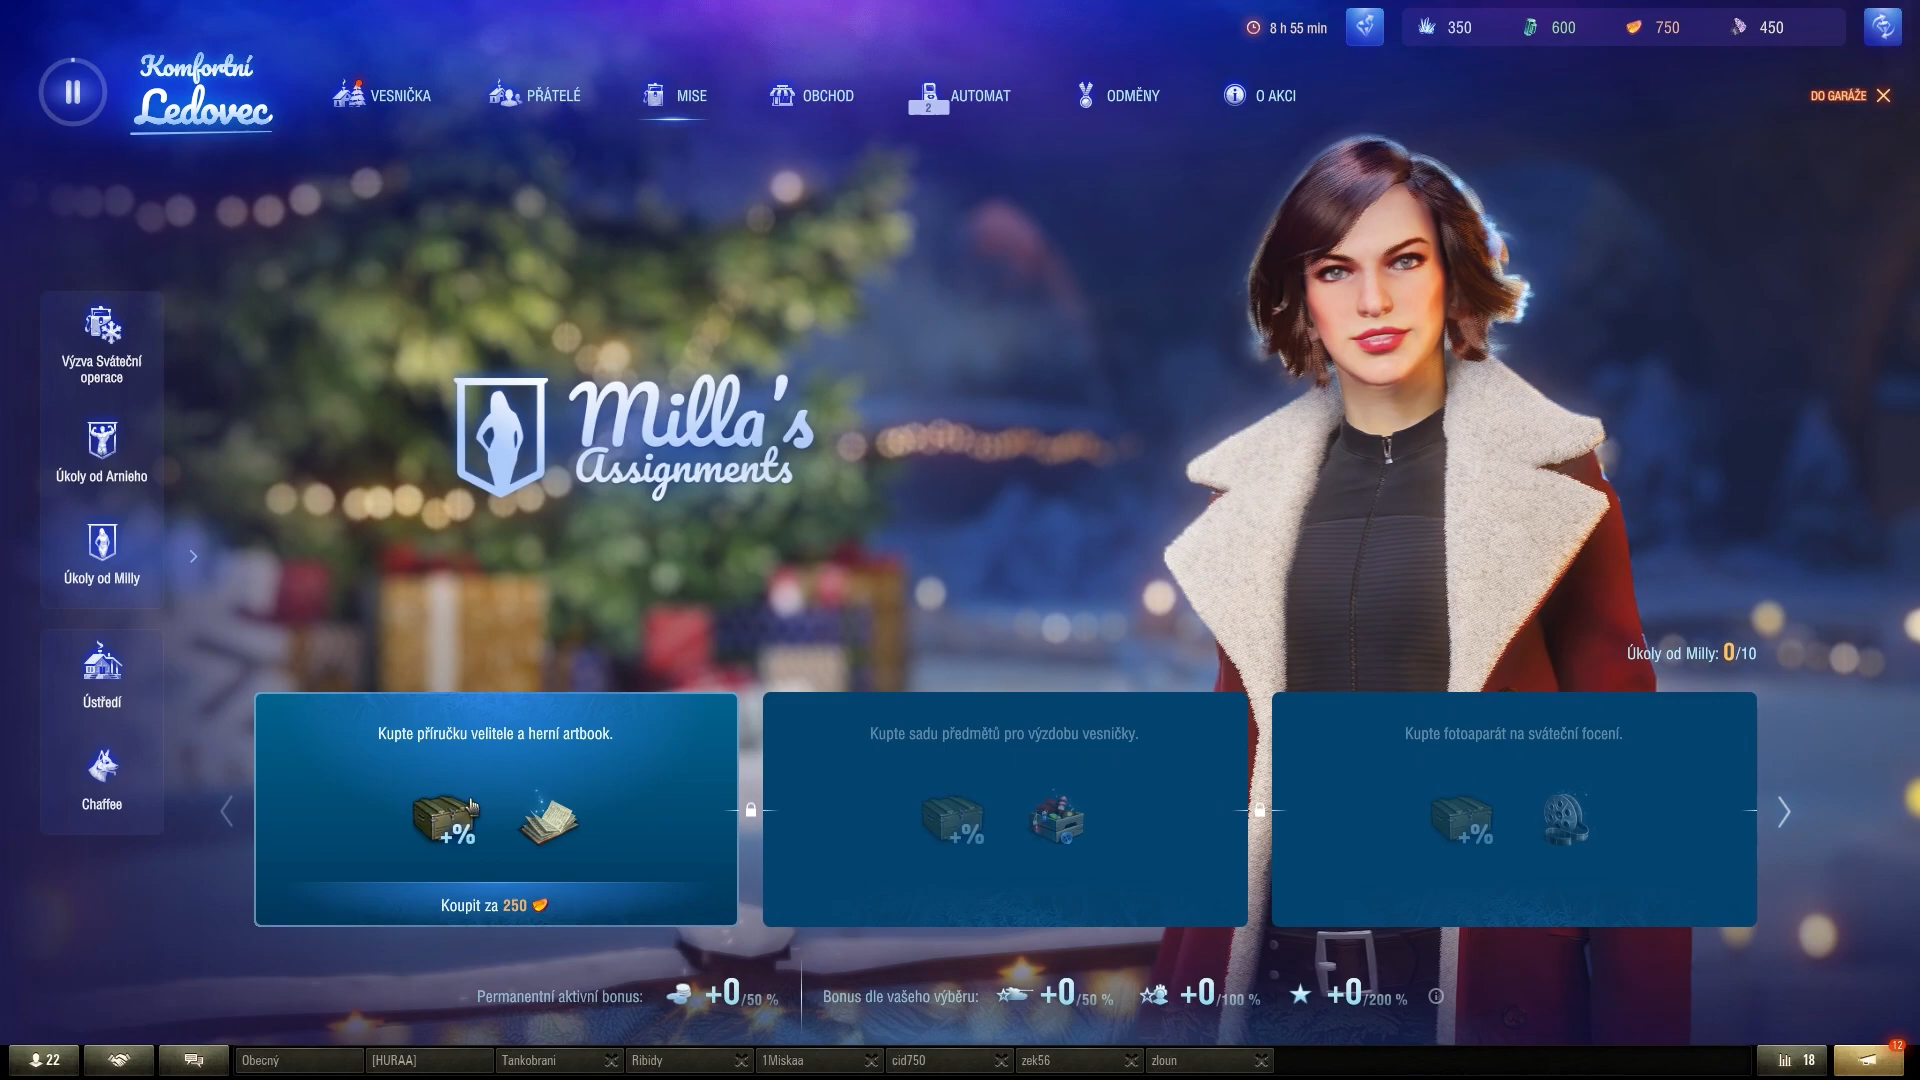 8 h 55 min
350
600
750
450
Komfortní
Ledovec
VESNIČKA
PŘÁTELÉ
MISE
OBCHOD
2
AUTOMAT
ODMĚNY
O AKCI
DO GARÁŽE
Výzva Sváteční
operace
Úkoly od Arnieho
Úkoly od Milly
Ústředí
Chaffee
Milla's
Assignments
Úkoly od Milly: 0/10
Kupte příručku velitele a herní artbook.
+%
Koupit za 250
Kupte sadu předmětů pro výzdobu vesničky.
+%
Kupte fotoaparát na sváteční focení.
+%
Permanentní aktivní bonus: +0/50 %
Bonus dle vašeho výběru: +0/50 % +0/100 % +0/200 %
22
Obecný
[HURAA]
Tankobrani
Ribidy
1Miskaa
cid750
zek56
zloun
18
12